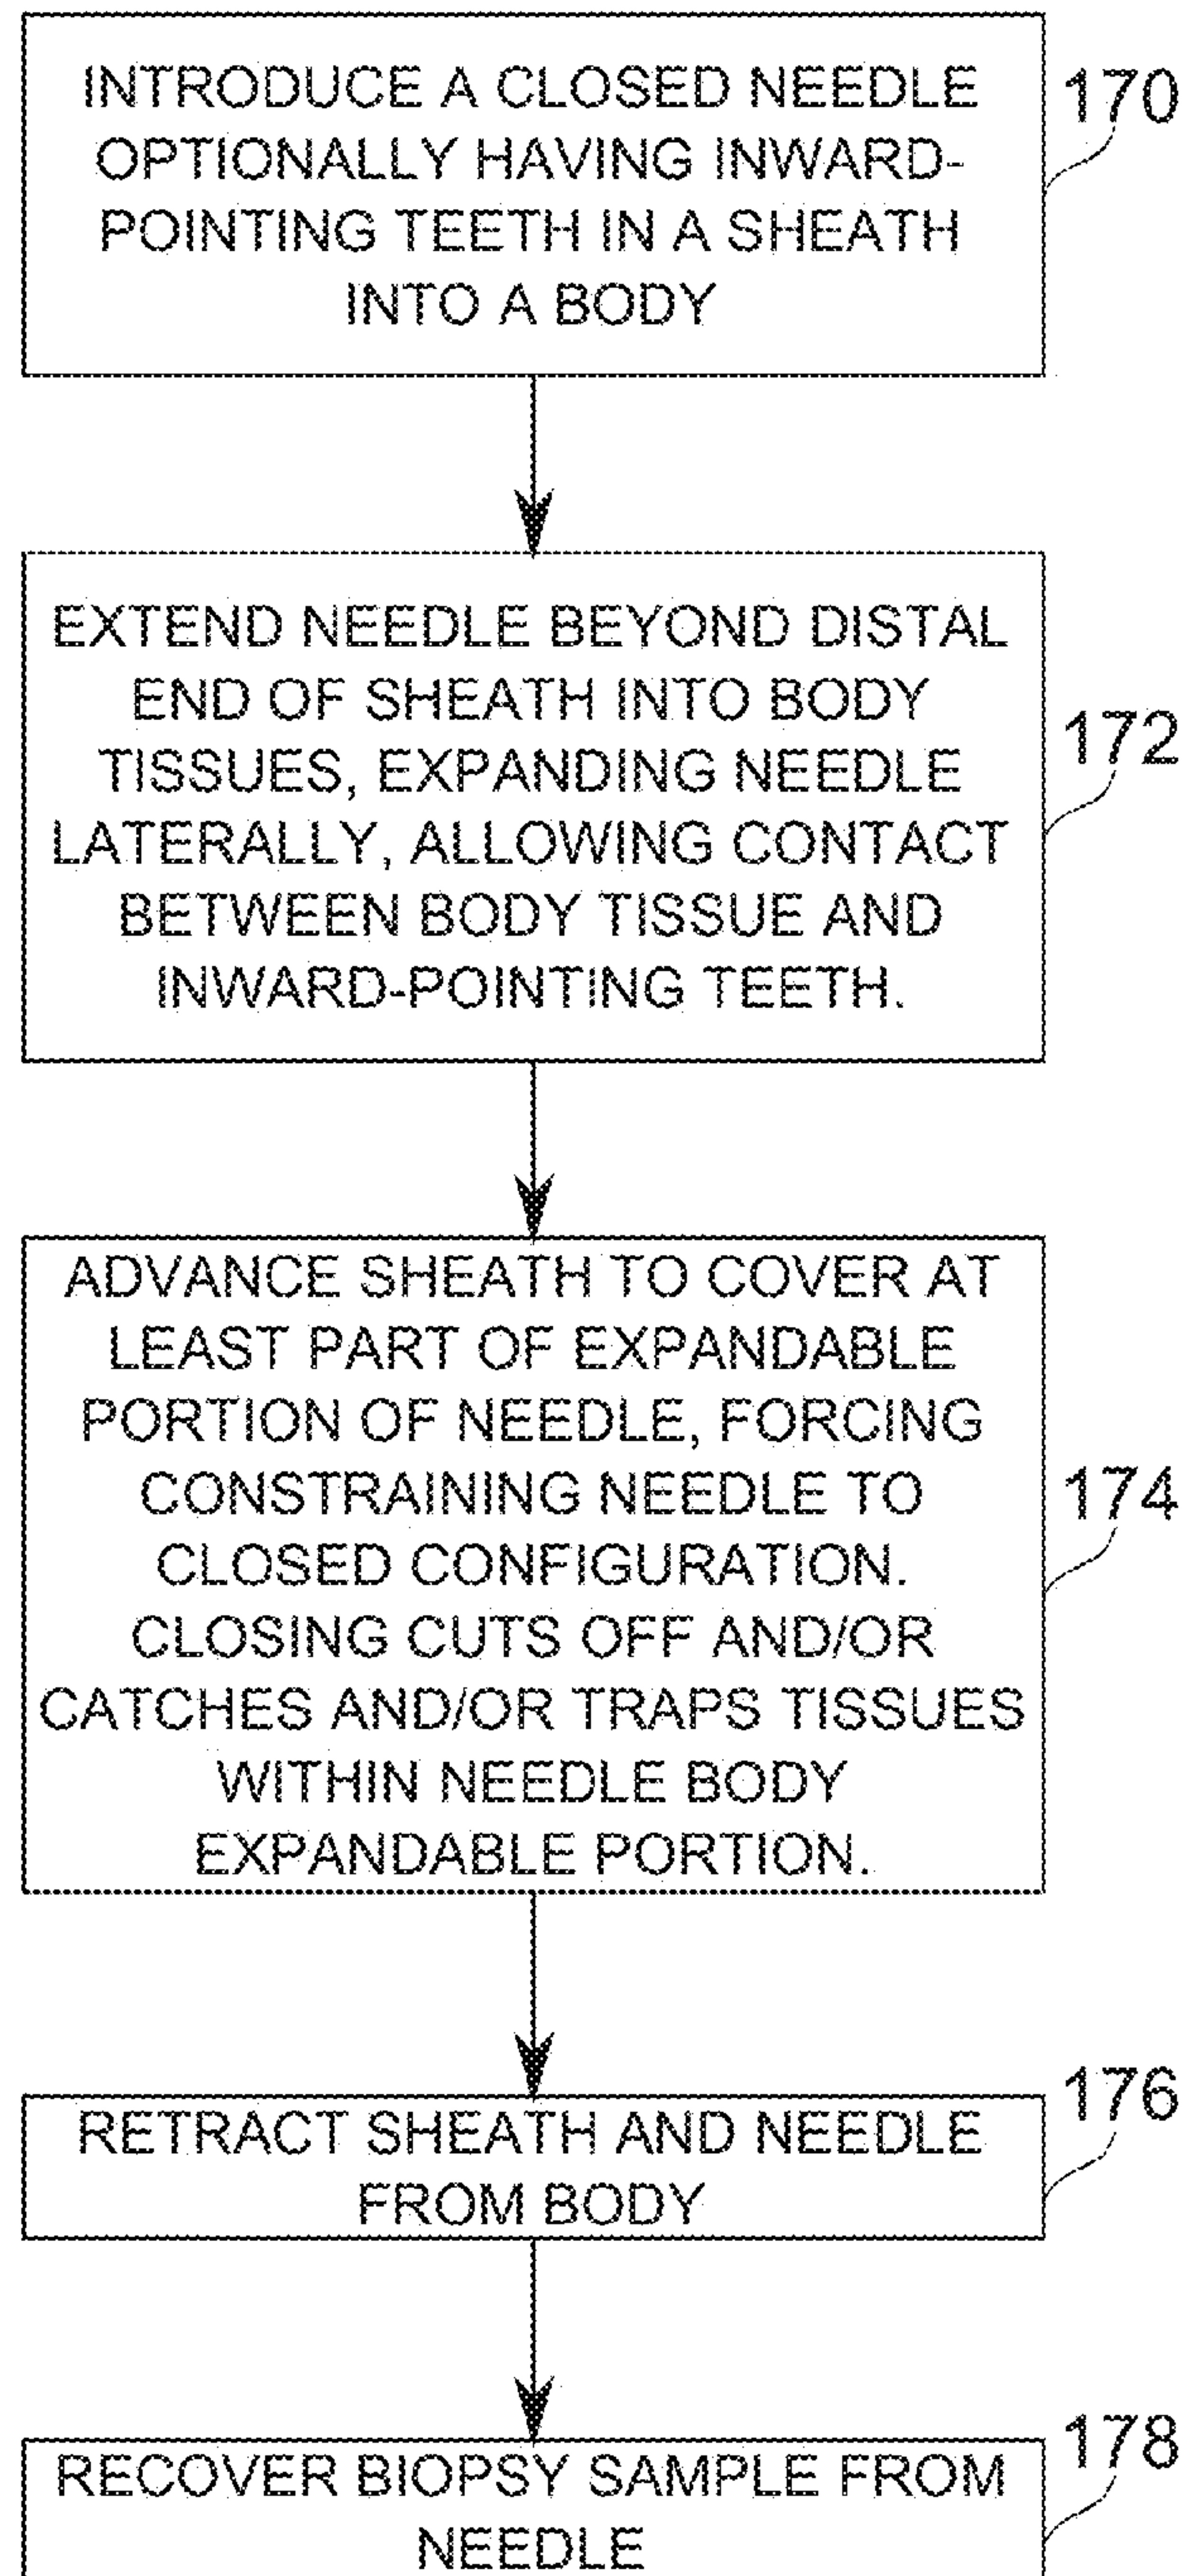 INTRODUCE A CLOSED NEEDLE
OPTIONALLY HAVING INWARD-
POINTING TEETH IN A SHEATH
INTO A BODY
170
EXTEND NEEDLE BEYOND DISTAL
END OF SHEATH INTO BODY
TISSUES, EXPANDING NEEDLE
LATERALLY, ALLOWING CONTACT
BETWEEN BODY TISSUE AND
INWARD-POINTING TEETH.
172
ADVANCE SHEATH TO COVER AT
LEAST PART OF EXPANDABLE
PORTION OF NEEDLE, FORCING
CONSTRAINING NEEDLE TO
CLOSED CONFIGURATION.
CLOSING CUTS OFF AND/OR
CATCHES AND/OR TRAPS TISSUES
WITHIN NEEDLE BODY
EXPANDABLE PORTION.
174
RETRACT SHEATH AND NEEDLE
FROM BODY
176
RECOVER BIOPSY SAMPLE FROM
NEEDLE
178